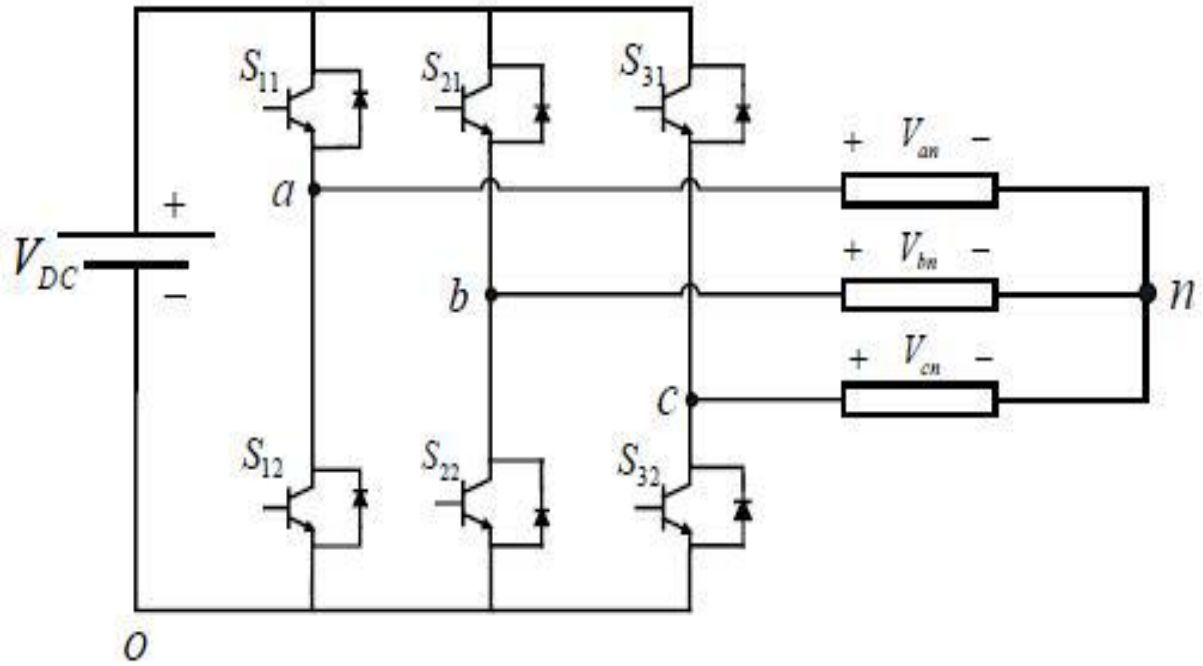 S11
S21
S31
+ Van −
a
+
VDC
−
+ Vbn −
b
n
+ Vcn −
c
S12
S22
S32
o